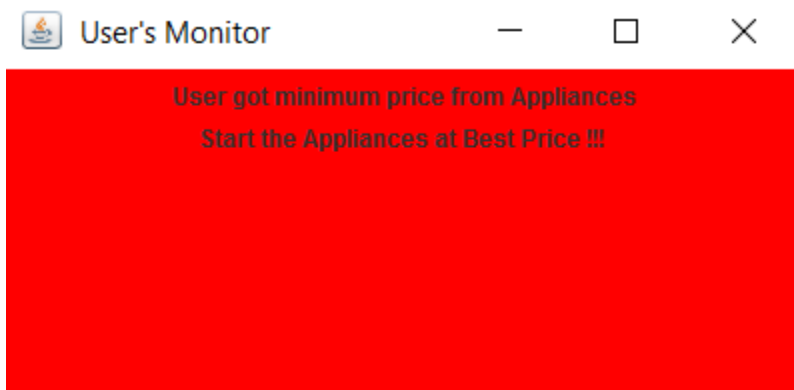 User's Monitor
User got minimum price from Appliances
Start the Appliances at Best Price !!!